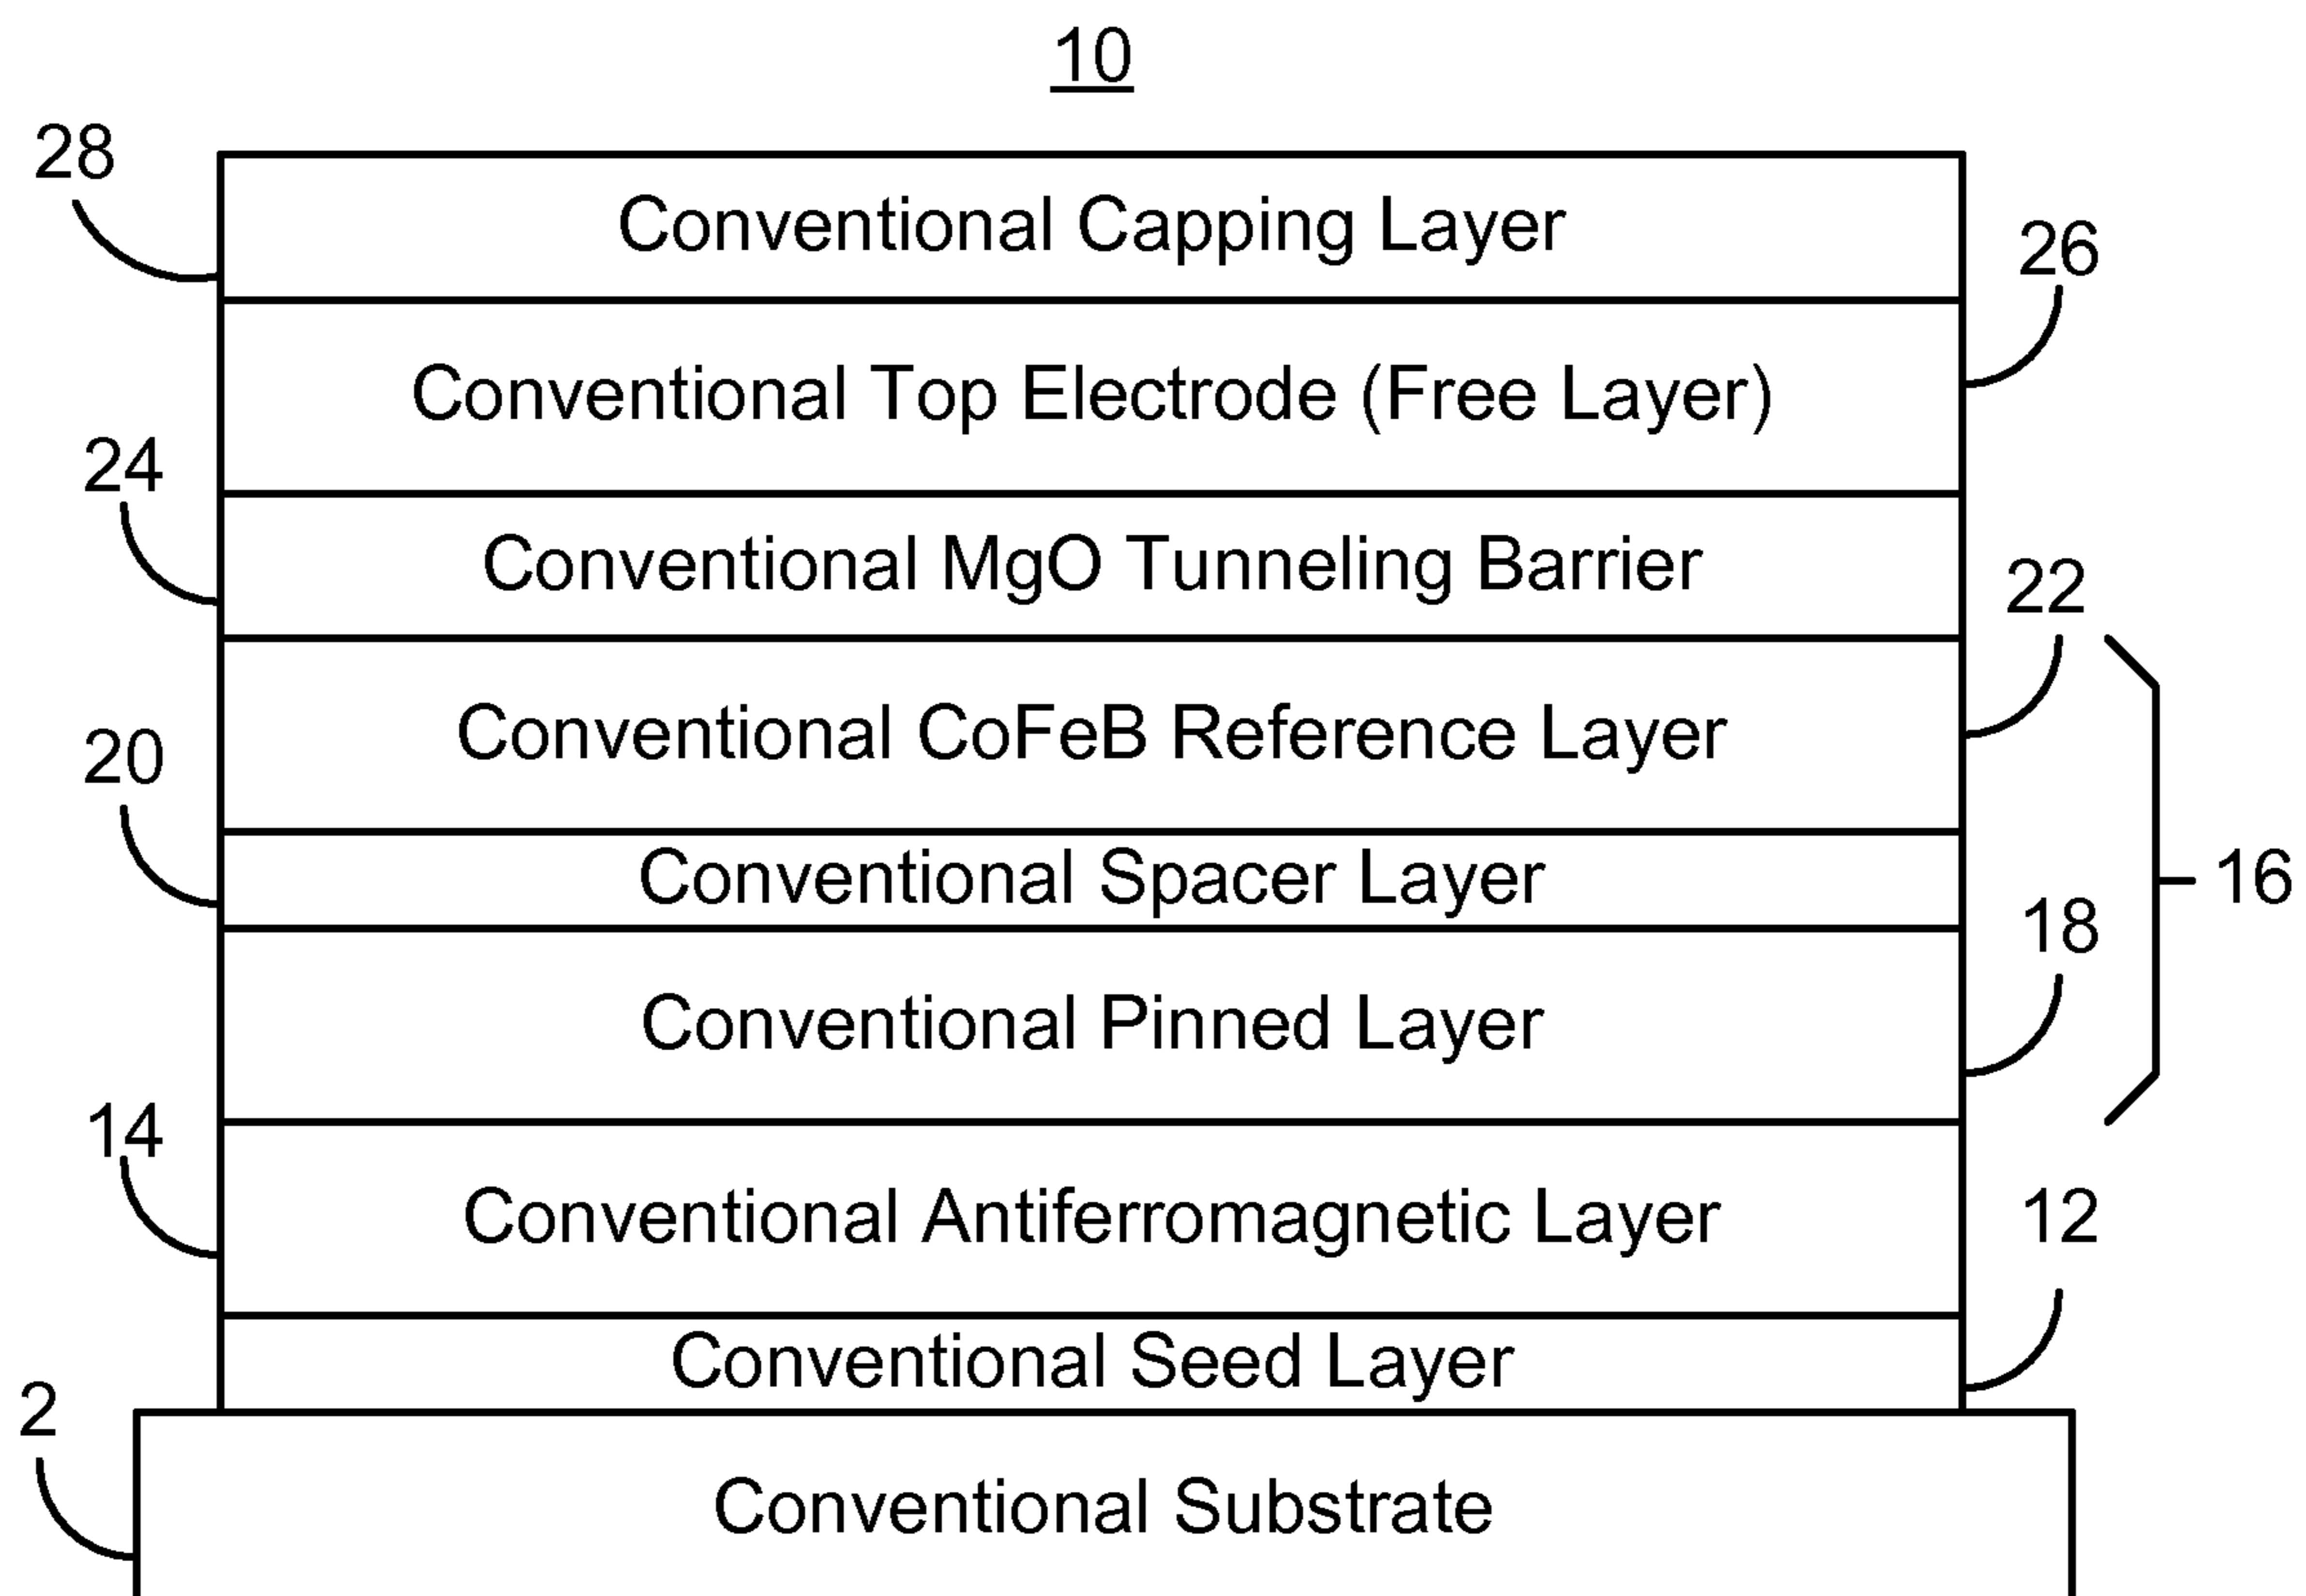 10
28
Conventional Capping Layer
26
Conventional Top Electrode (Free Layer)
24
Conventional MgO Tunneling Barrier
22
Conventional CoFeB Reference Layer
20
Conventional Spacer Layer
16
18
Conventional Pinned Layer
14
Conventional Antiferromagnetic Layer
12
Conventional Seed Layer
2
Conventional Substrate